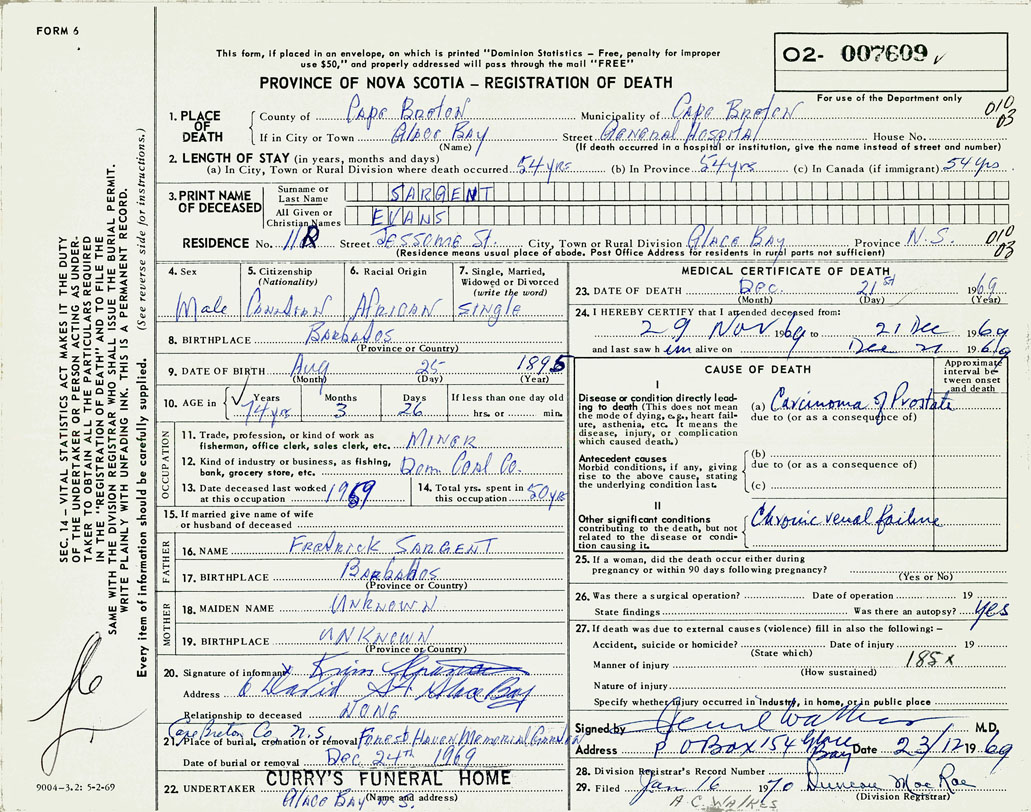 FORM 6
This form, if placed in an envelope, on which is printed "Dominion Statistics – Free, penalty for improper
use $50," and properly addressed will pass through the mail "FREE"
O2- 007609
PROVINCE OF NOVA SCOTIA – REGISTRATION OF DEATH
For use of the Department only
010
03
1. PLACE OF DEATH
County of Cape Breton Municipality of Cape Breton
If in City or Town Glace Bay Street General Hospital House No.
(Name) (If death occurred in a hospital or institution, give the name instead of street and number)
2. LENGTH OF STAY (in years, months and days)
(a) In City, Town or Rural Division where death occurred 54 yrs (b) In Province 54 yrs (c) In Canada (if immigrant) 54 yrs
3. PRINT NAME OF DECEASED
Surname or Last Name SARGENT
All Given or Christian Names EVANS
RESIDENCE No. 11R Street Jessome St. City, Town or Rural Division Glace Bay Province N.S.
010
03
(Residence means usual place of abode. Post Office Address for residents in rural parts not sufficient)
4. Sex Male
5. Citizenship (Nationality) Canadian
6. Racial Origin African
7. Single, Married, Widowed or Divorced (write the word) Single
8. BIRTHPLACE Barbados
(Province or Country)
9. DATE OF BIRTH Aug 25 1895
(Month) (Day) (Year)
10. AGE in Years Months Days If less than one day old
74 yrs 3 26 hrs. or min.
OCCUPATION
11. Trade, profession, or kind of work as
fisherman, office clerk, sales clerk, etc. Miner
12. Kind of industry or business, as fishing,
bank, grocery store, etc. Dom. Coal Co.
13. Date deceased last worked
at this occupation 1959
14. Total yrs. spent in
this occupation 50 yrs
15. If married give name of wife
or husband of deceased
FATHER
16. NAME Fredrick Sargent
17. BIRTHPLACE Barbados
(Province or Country)
MOTHER
18. MAIDEN NAME Unknown
19. BIRTHPLACE Unknown
(Province or Country)
20. Signature of informant x
Address 6 David St Glace Bay
Relationship to deceased None
Cape Breton Co. N.S.
21. Place of burial, cremation or removal Forest Haven Memorial Garden
Date of burial or removal Dec 24th 1969
22. UNDERTAKER CURRY'S FUNERAL HOME
Glace Bay N.S.
(Name and address)
MEDICAL CERTIFICATE OF DEATH
23. DATE OF DEATH Dec. 21st 1969
(Month) (Day) (Year)
24. I HEREBY CERTIFY that I attended deceased from:
29 Nov 1969 to 21 Dec 1969
and last saw him alive on Dec 21 1969
CAUSE OF DEATH
Approximate interval between onset and death
I
Disease or condition directly leading to death (This does not mean the mode of dying, e.g., heart failure, asthenia, etc. It means the disease, injury, or complication which caused death.)
(a) Carcinoma of Prostate
due to (or as a consequence of)
Antecedent causes
Morbid conditions, if any, giving rise to the above cause, stating the underlying condition last.
(b)
due to (or as a consequence of)
(c)
II
Other significant conditions
contributing to the death, but not related to the disease or condition causing it.
Chronic renal failure
25. If a woman, did the death occur either during
pregnancy or within 90 days following pregnancy?
(Yes or No)
26. Was there a surgical operation? Date of operation 19
State findings Was there an autopsy? Yes
27. If death was due to external causes (violence) fill in also the following: –
Accident, suicide or homicide? Date of injury 19
(State which)
Manner of injury 185 x
(How sustained)
Nature of injury
Specify whether injury occurred in industry, in home, or in public place
Signed by M.D.
Address P O Box 154 Glace Bay Date 23/12 1969
28. Division Registrar's Record Number
29. Filed Jan 16 1970 Duncan MacRae
(Division Registrar)
A C. WALKES
SEC. 14 – VITAL STATISTICS ACT MAKES IT THE DUTY
OF THE UNDERTAKER OR PERSON ACTING AS UNDER-
TAKER TO OBTAIN ALL THE PARTICULARS REQUIRED
IN THE "REGISTRATION OF DEATH" AND TO FILE THE
SAME WITH THE DIVISION REGISTRAR WHO SHALL ISSUE THE BURIAL PERMIT.
WRITE PLAINLY WITH UNFADING INK. THIS IS A PERMANENT RECORD.
Every item of information should be carefully supplied. (See reverse side for instructions.)
9004–3.2: 5-2-69